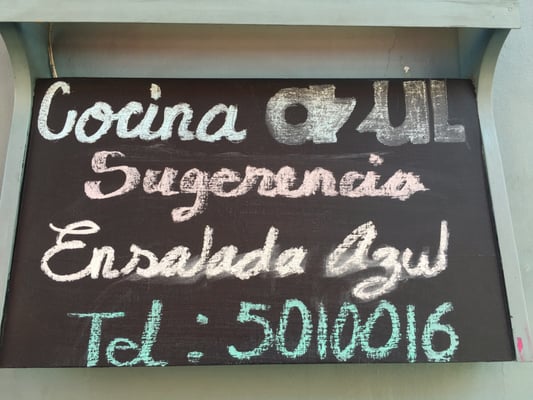 Cocina azul
Sugerencia
Ensalada Azul
Tel: 5010016